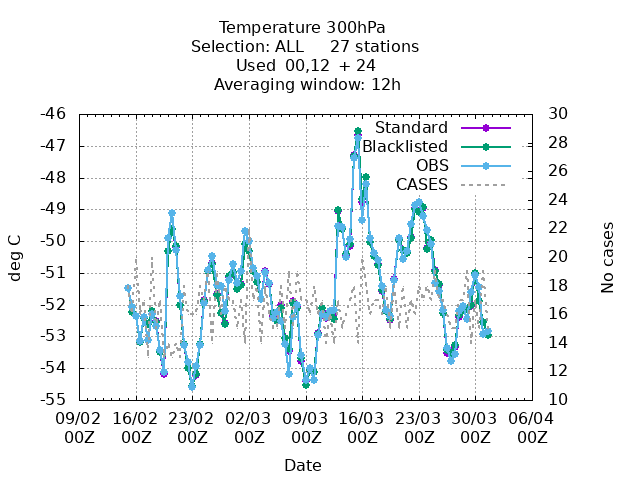 Temperature 300hPa
Selection: ALL 27 stations
Used 00,12 + 24
Averaging window: 12h
Standard
Blacklisted
OBS
CASES
deg C
-46
-47
-48
-49
-50
-51
-52
-53
-54
-55
30
28
26
24
22
20
18
16
14
12
10
No cases
09/02 16/02 23/02 02/03 09/03 16/03 23/03 30/03 06/04
00Z 00Z 00Z 00Z 00Z 00Z 00Z 00Z 00Z
Date